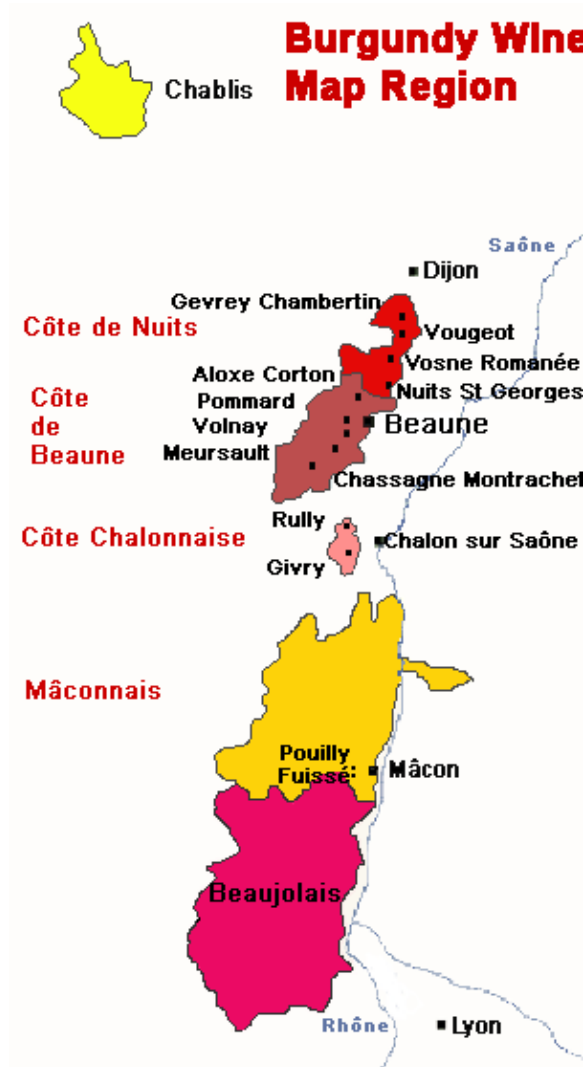 Burgundy Wine
Map Region
Chablis
Saône
Dijon
Gevrey Chambertin
Côte de Nuits
Vougeot
Vosne Romanée
Aloxe Corton
Nuits St Georges
Côte
de
Beaune
Pommard
Volnay
Beaune
Meursault
Chassagne Montrachet
Rully
Côte Chalonnaise
Chalon sur Saône
Givry
Mâconnais
Pouilly
Fuissé
Mâcon
Beaujolais
Rhône
Lyon